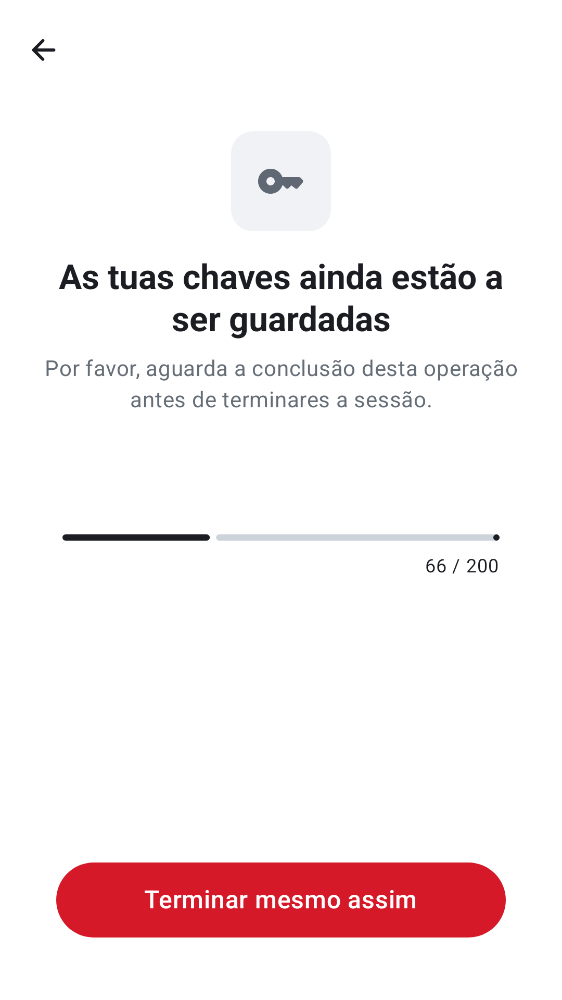 As tuas chaves ainda estão a
ser guardadas
Por favor, aguarda a conclusão desta operação
antes de terminares a sessão.
66 / 200
Terminar mesmo assim